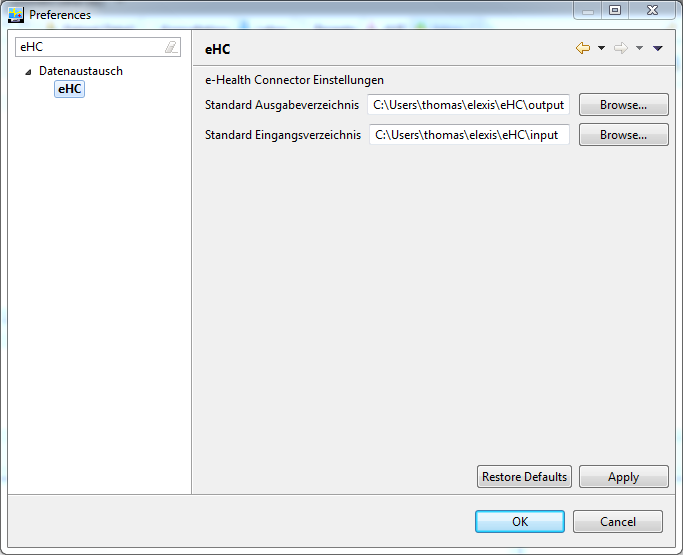 Preferences
eHC
Datenaustausch
eHC
eHC
e-Health Connector Einstellungen
Standard Ausgabeverzeichnis C:\Users\thomas\elexis\eHC\output Browse...
Standard Eingangsverzeichnis C:\Users\thomas\elexis\eHC\input Browse...
Restore Defaults Apply
OK Cancel